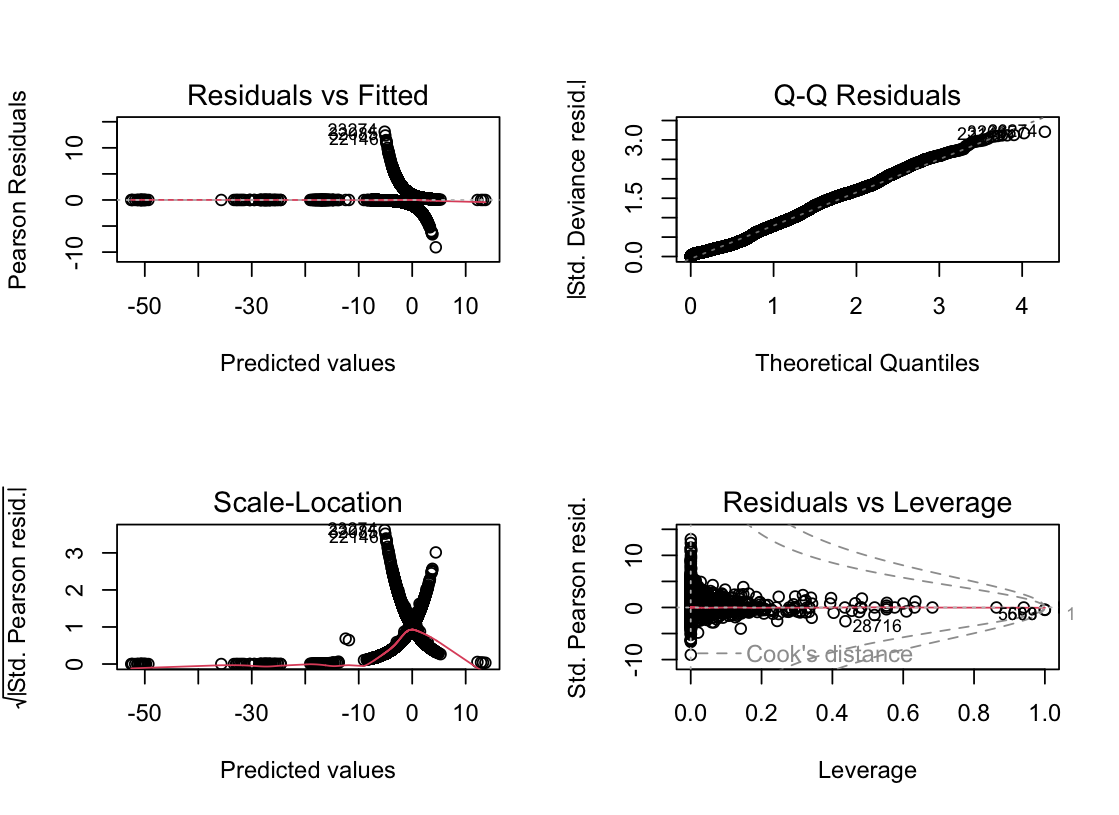 Residuals vs Fitted
Pearson Residuals
10
0
-10
22146
-50
-30
-10
0
10
Predicted values
Q-Q Residuals
|Std. Deviance resid.|
3.0
1.5
0.0
0
1
2
3
4
Theoretical Quantiles
Scale-Location
√|Std. Pearson resid.|
3
2
1
0
22146
-50
-30
-10
0
10
Predicted values
Residuals vs Leverage
Std. Pearson resid.
10
0
-10
28716
1
Cook's distance
0.0
0.2
0.4
0.6
0.8
1.0
Leverage